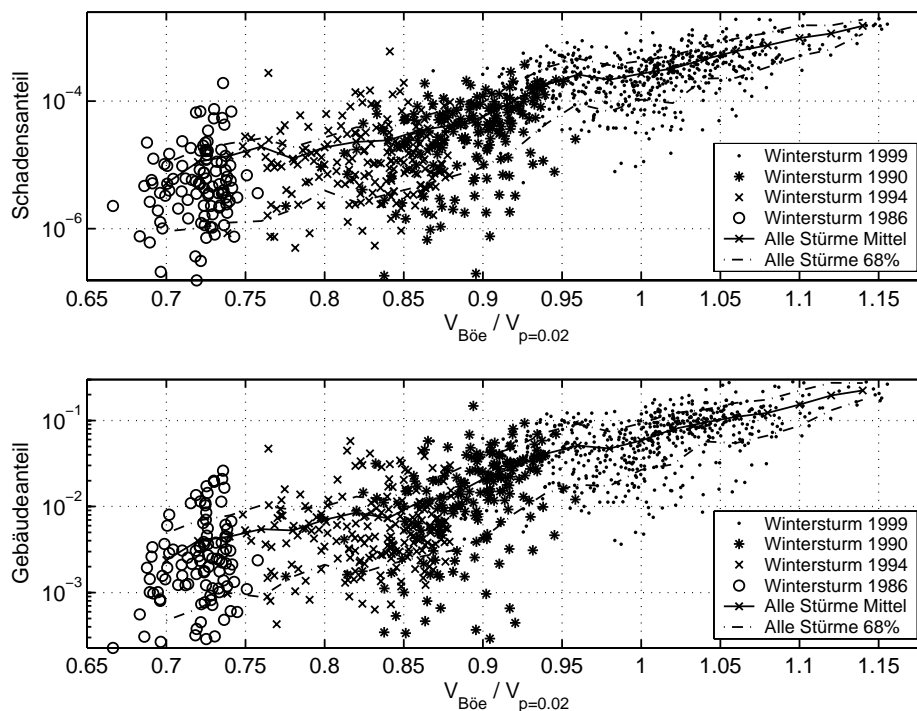 Schadensanteil
10^−4
10^−6
Wintersturm 1999
Wintersturm 1990
Wintersturm 1994
Wintersturm 1986
Alle Stürme Mittel
Alle Stürme 68%
0.65 0.7 0.75 0.8 0.85 0.9 0.95 1 1.05 1.1 1.15
V_Böe / V_p=0.02
Gebäudeanteil
10^−1
10^−2
10^−3
Wintersturm 1999
Wintersturm 1990
Wintersturm 1994
Wintersturm 1986
Alle Stürme Mittel
Alle Stürme 68%
0.65 0.7 0.75 0.8 0.85 0.9 0.95 1 1.05 1.1 1.15
V_Böe / V_p=0.02